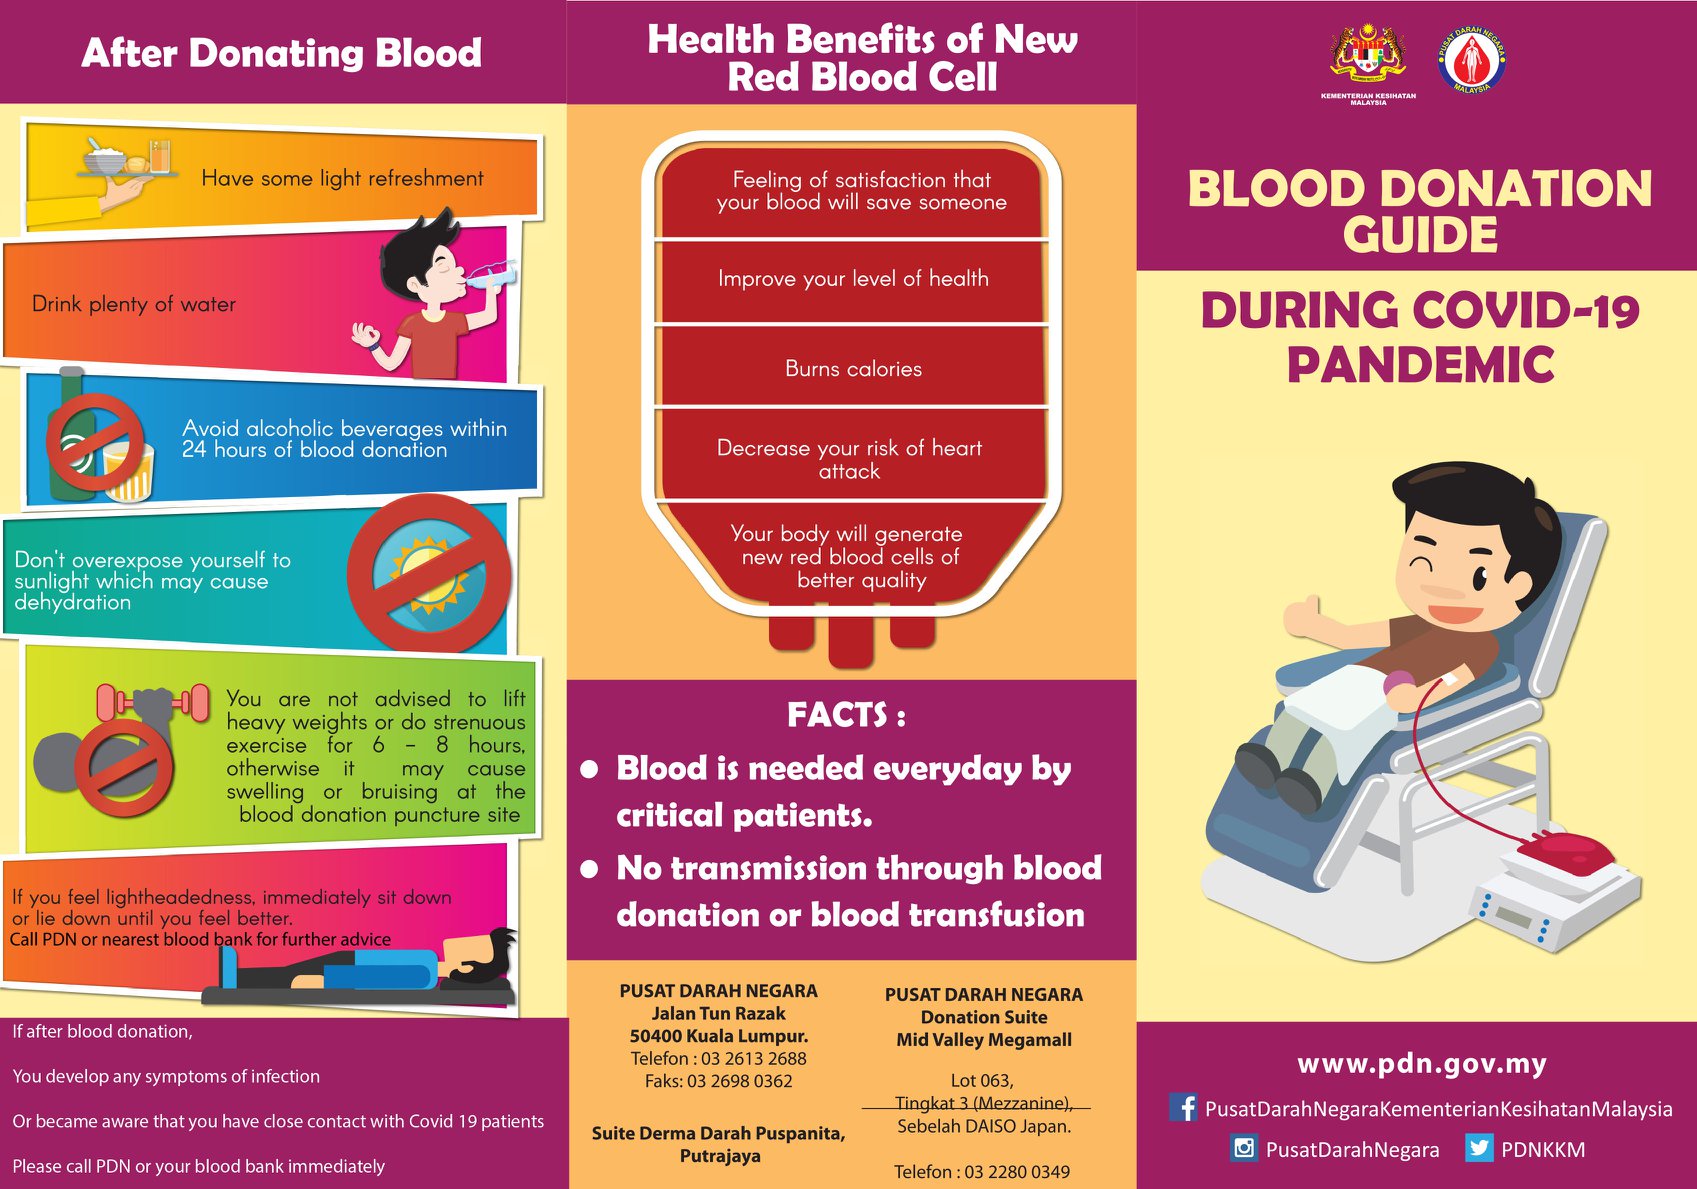 After Donating Blood
Have some light refreshment
Drink plenty of water
Avoid alcoholic beverages within
24 hours of blood donation
Don't overexpose yourself to
sunlight which may cause
dehydration
You are not advised to lift
heavy weights or do strenuous
exercise for 6 – 8 hours,
otherwise it may cause
swelling or bruising at the
blood donation puncture site
If you feel lightheadedness, immediately sit down
or lie down until you feel better.
Call PDN or nearest blood bank for further advice
If after blood donation,
You develop any symptoms of infection
Or became aware that you have close contact with Covid 19 patients
Please call PDN or your blood bank immediately
Health Benefits of New
Red Blood Cell
Feeling of satisfaction that
your blood will save someone
Improve your level of health
Burns calories
Decrease your risk of heart
attack
Your body will generate
new red blood cells of
better quality
FACTS :
• Blood is needed everyday by
critical patients.
• No transmission through blood
donation or blood transfusion
PUSAT DARAH NEGARA
Jalan Tun Razak
50400 Kuala Lumpur.
Telefon : 03 2613 2688
Faks: 03 2698 0362
Suite Derma Darah Puspanita,
Putrajaya
PUSAT DARAH NEGARA
Donation Suite
Mid Valley Megamall
Lot 063,
Tingkat 3 (Mezzanine),
Sebelah DAISO Japan.
Telefon : 03 2280 0349
KEMENTERIAN KESIHATAN
MALAYSIA
PUSAT DARAH NEGARA
MALAYSIA
BLOOD DONATION
GUIDE
DURING COVID-19
PANDEMIC
www.pdn.gov.my
PusatDarahNegaraKementerianKesihatanMalaysia
PusatDarahNegara
PDNKKM